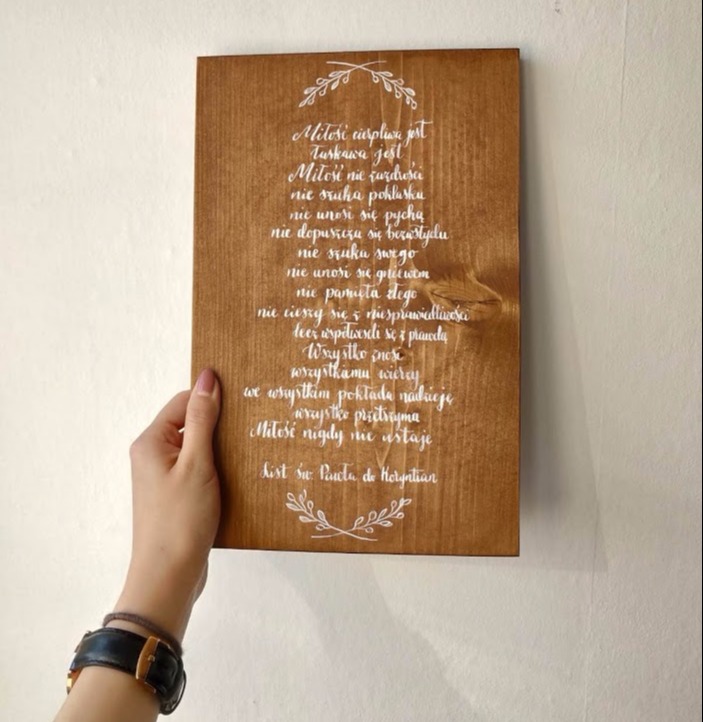 Miłość cierpliwa jest
łaskawa jest
Miłość nie zazdrości
nie szuka poklasku
nie unosi się pychą
nie dopuszcza się bezwstydu
nie szuka swego
nie unosi się gniewem
nie pamięta złego
nie cieszy się z niesprawiedliwości
lecz współweseli się z prawdą
Wszystko znosi
wszystkiemu wierzy
we wszystkim pokłada nadzieję
wszystko przetrzyma
Miłość nigdy nie ustaje
List św. Pawła do Koryntian